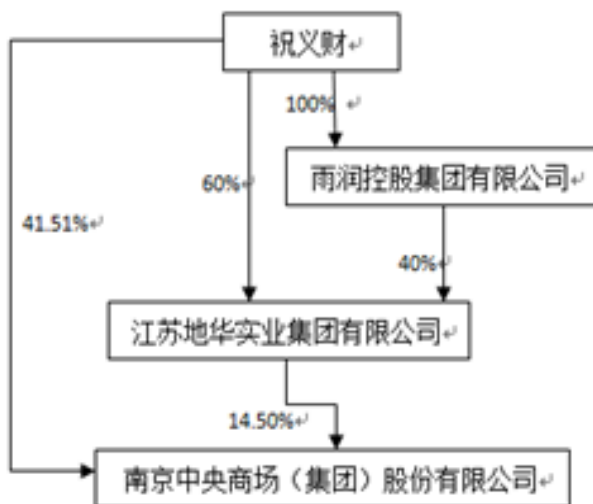 祝义财
100%
雨润控股集团有限公司
60%
41.51%
40%
江苏地华实业集团有限公司
14.50%
南京中央商场（集团）股份有限公司